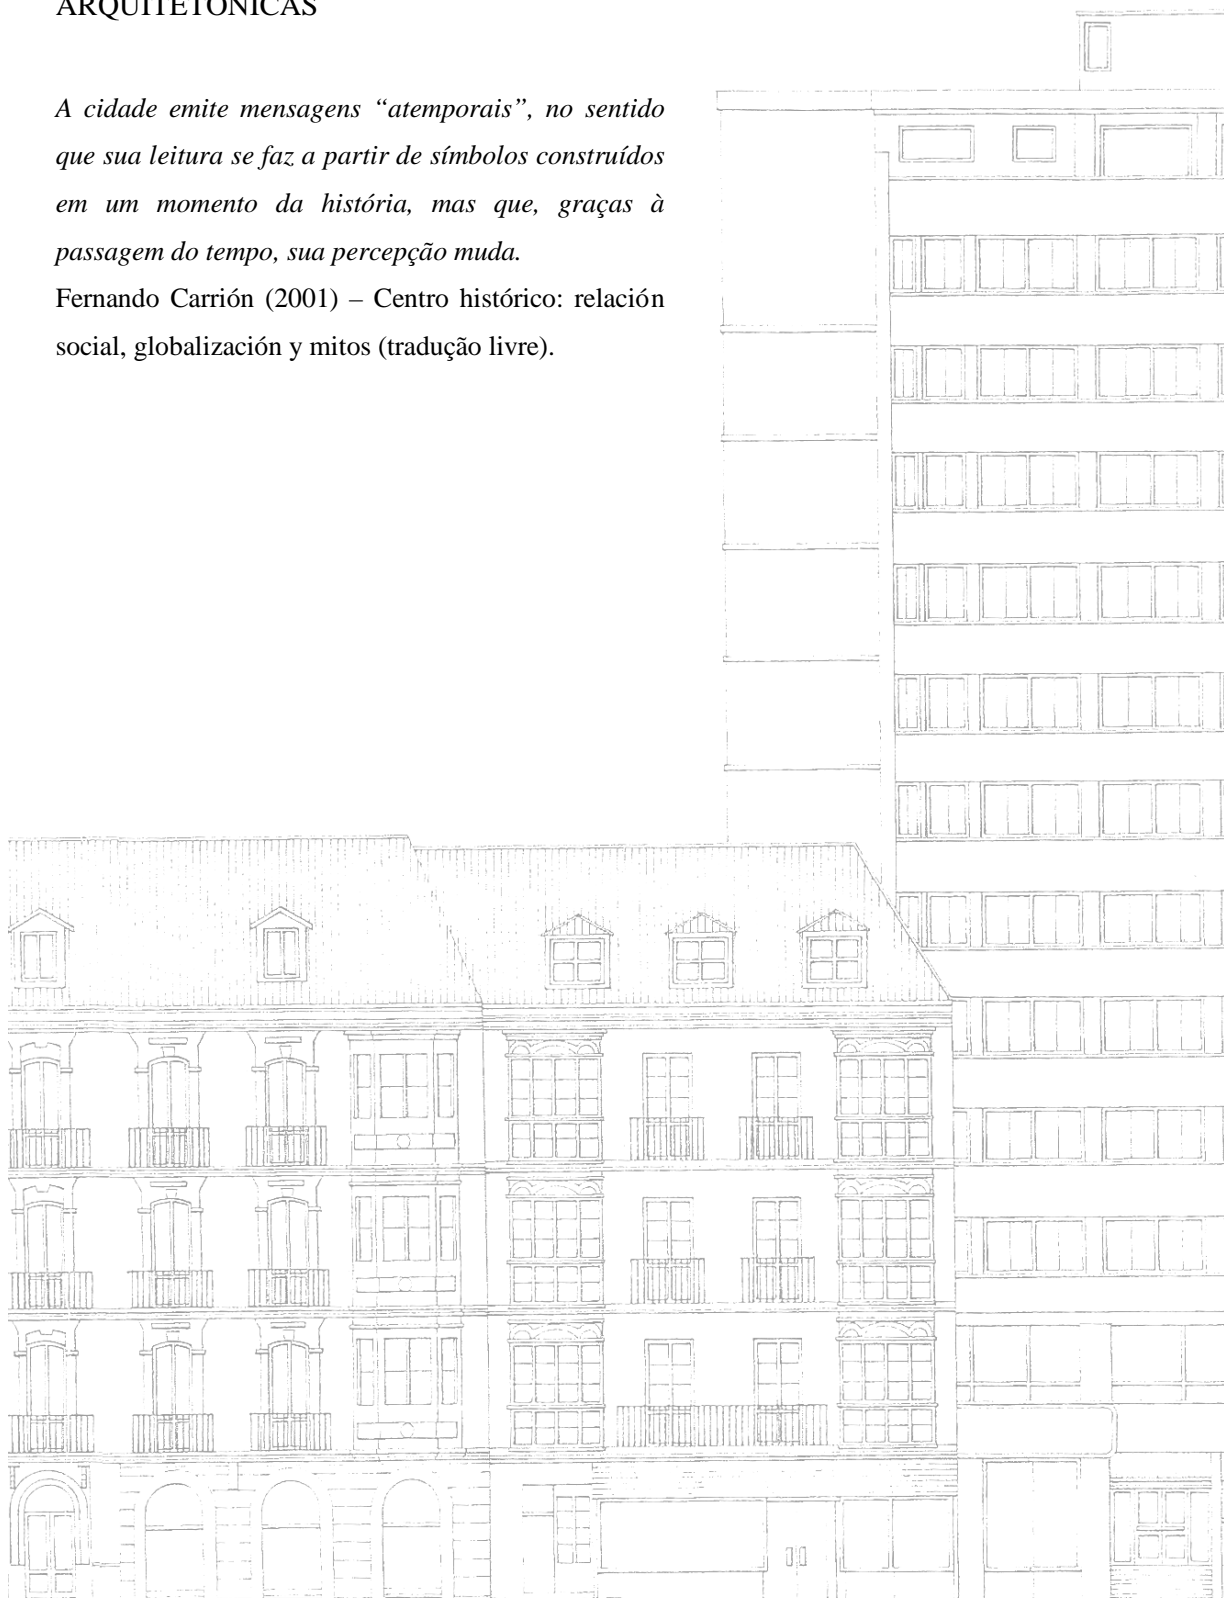 ARQUITETÔNICAS
A cidade emite mensagens “atemporais”, no sentido
que sua leitura se faz a partir de símbolos construídos
em um momento da história, mas que, graças à
passagem do tempo, sua percepção muda.
Fernando Carrión (2001) – Centro histórico: relación
social, globalización y mitos (tradução livre).